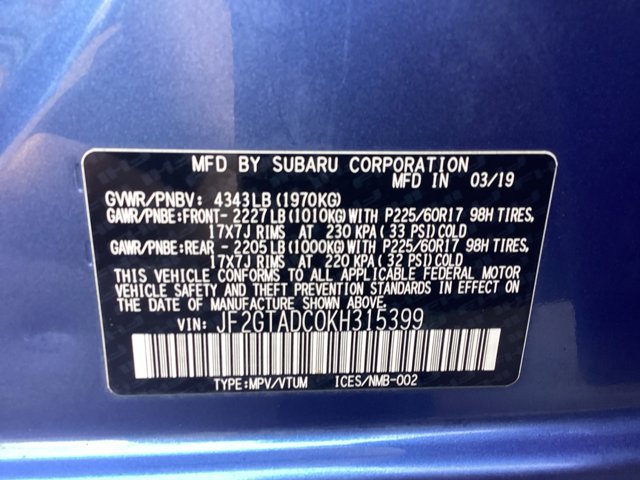 MFD BY SUBARU CORPORATION
MFD IN 03/19
GVWR/PNBV: 4343LB (1970KG)
GAWR/PNBE:FRONT- 2227LB(1010KG)WITH P225/60R17 98H TIRES,
17X7J RIMS AT 230 KPA( 33 PSI)COLD
GAWR/PNBE:REAR - 2205LB(1000KG)WITH P225/60R17 98H TIRES,
17X7J RIMS AT 220 KPA( 32 PSI)COLD
THIS VEHICLE CONFORMS TO ALL APPLICABLE FEDERAL MOTOR
VEHICLE SAFETY AND THEFT PREVENTION STANDARDS IN EFFECT ON
THE DATE OF MANUFACTURE SHOWN ABOVE.
VIN: JF2GTADC0KH315399
TYPE:MPV/VTUM ICES/NMB-002